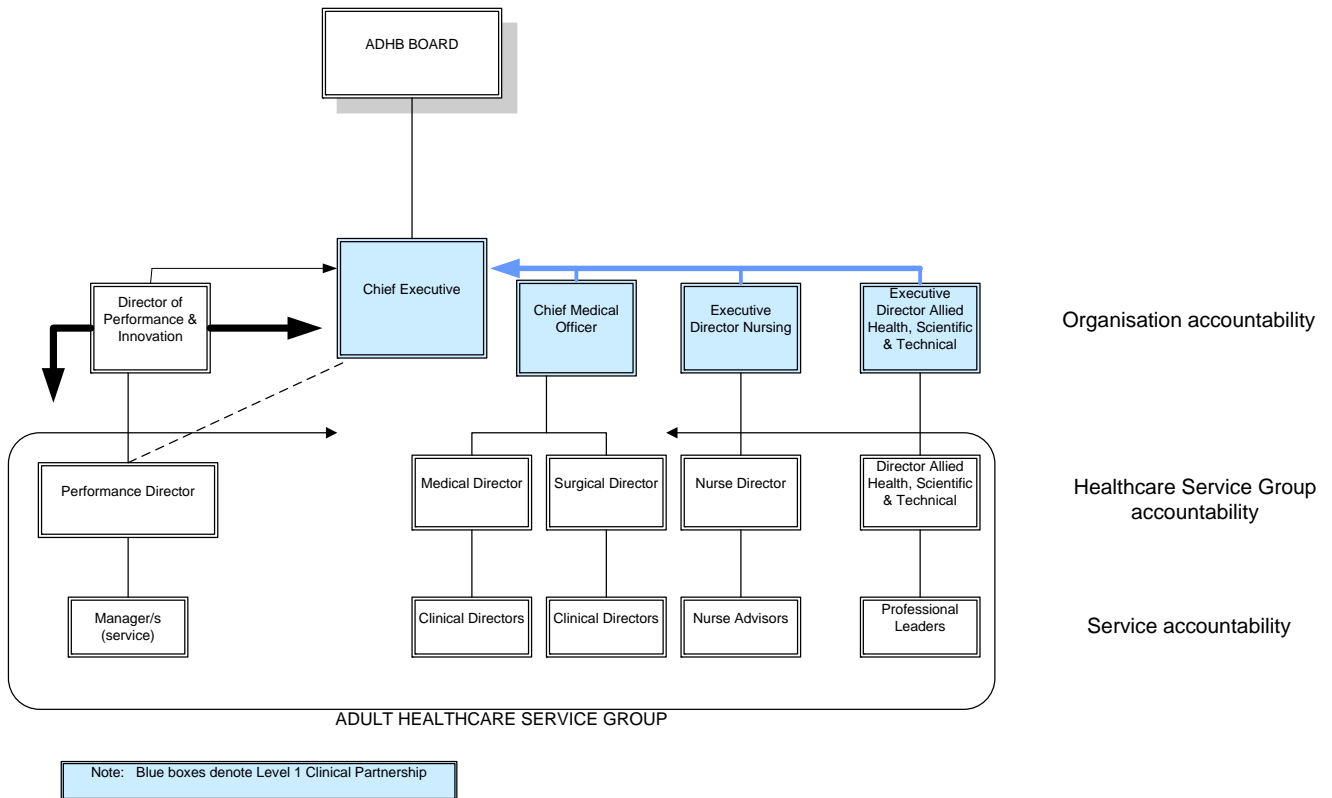 ADHB BOARD
Chief Executive
Director of
Performance &
Innovation
Chief Medical
Officer
Executive
Director Nursing
Executive
Director Allied
Health, Scientific
& Technical
Organisation accountability
Performance Director
Medical Director
Surgical Director
Nurse Director
Director Allied
Health, Scientific
& Technical
Healthcare Service Group
accountability
Manager/s
(service)
Clinical Directors
Clinical Directors
Nurse Advisors
Professional
Leaders
Service accountability
ADULT HEALTHCARE SERVICE GROUP
Note: Blue boxes denote Level 1 Clinical Partnership